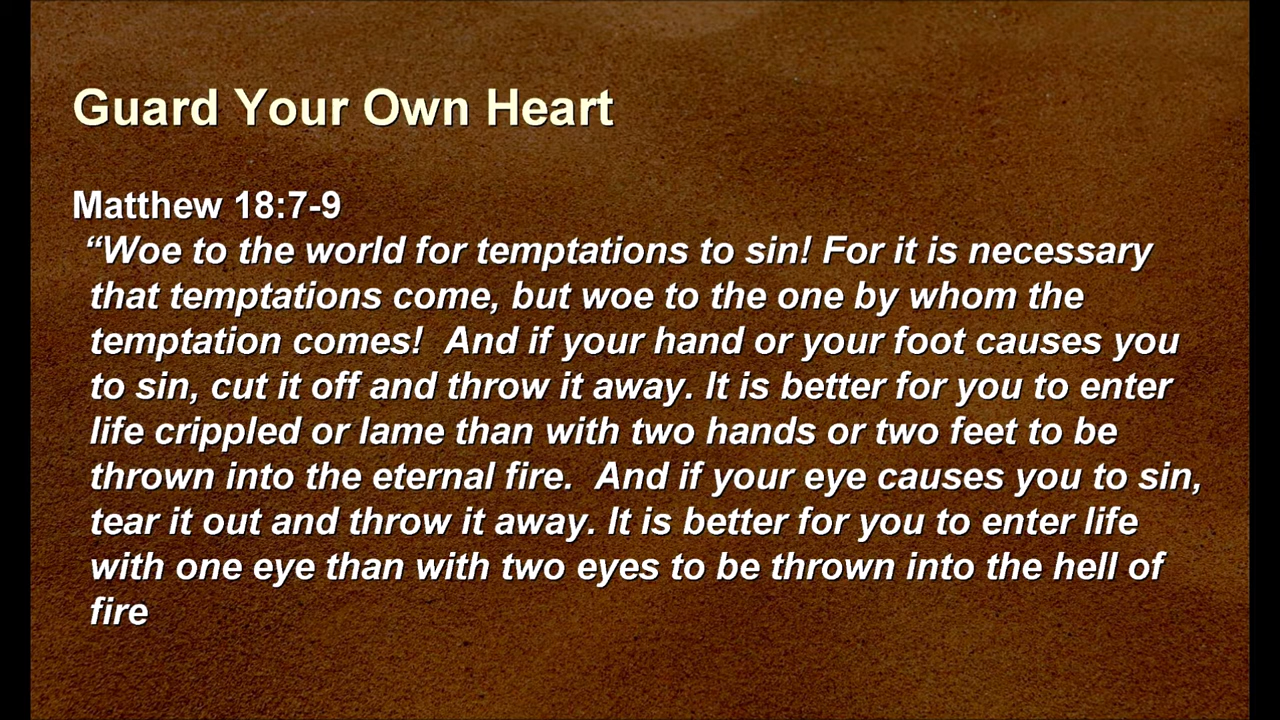 Guard Your Own Heart
Matthew 18:7-9
“Woe to the world for temptations to sin! For it is necessary
that temptations come, but woe to the one by whom the
temptation comes!  And if your hand or your foot causes you
to sin, cut it off and throw it away. It is better for you to enter
life crippled or lame than with two hands or two feet to be
thrown into the eternal fire.  And if your eye causes you to sin,
tear it out and throw it away. It is better for you to enter life
with one eye than with two eyes to be thrown into the hell of
fire